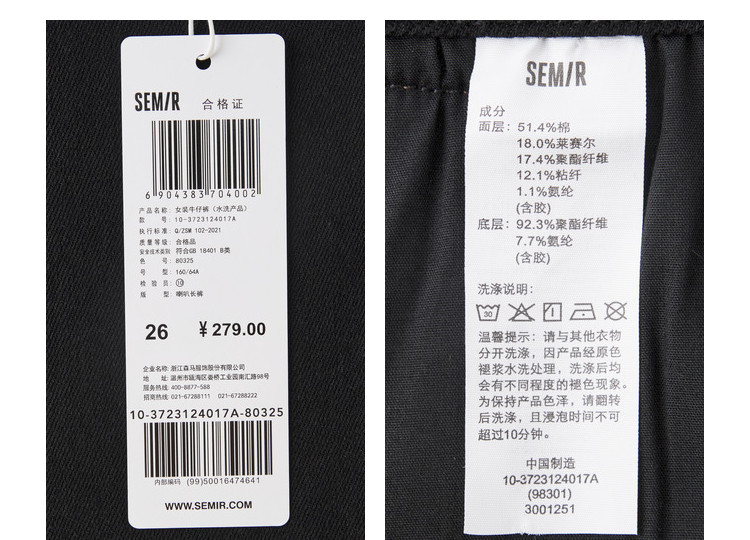 SEM/R 合格证
6 904383 704002
产品名称: 女装牛仔裤 (水洗产品)
款 号: 10-3723124017A
执行标准: Q/ZSM 102-2021
质量等级: 合格品
安全技术类别: 符合GB 18401 B类
色 号: 80325
号 型: 160/64A
检 验 员: 10
版 型: 喇叭长裤
26 ¥279.00
企业名称: 浙江森马服饰股份有限公司
地 址: 温州市瓯海区娄桥工业园南汇路98号
服务热线: 400-8877-588
招商热线: 021-67288111 021-67288222
10-3723124017A-80325
内部编码 (99)50016474641
WWW.SEMIR.COM
SEM/R
成分
面层: 51.4%棉
18.0%莱赛尔
17.4%聚酯纤维
12.1%粘纤
1.1%氨纶
(含胶)
底层: 92.3%聚酯纤维
7.7%氨纶
(含胶)
洗涤说明:
30
温馨提示: 请与其他衣物
分开洗涤, 因产品经原色
褪浆水洗处理, 洗涤后均
会有不同程度的褪色现象。
为保持产品色泽, 请翻转
后洗涤, 且浸泡时间不可
超过10分钟。
中国制造
10-3723124017A
(98301)
3001251